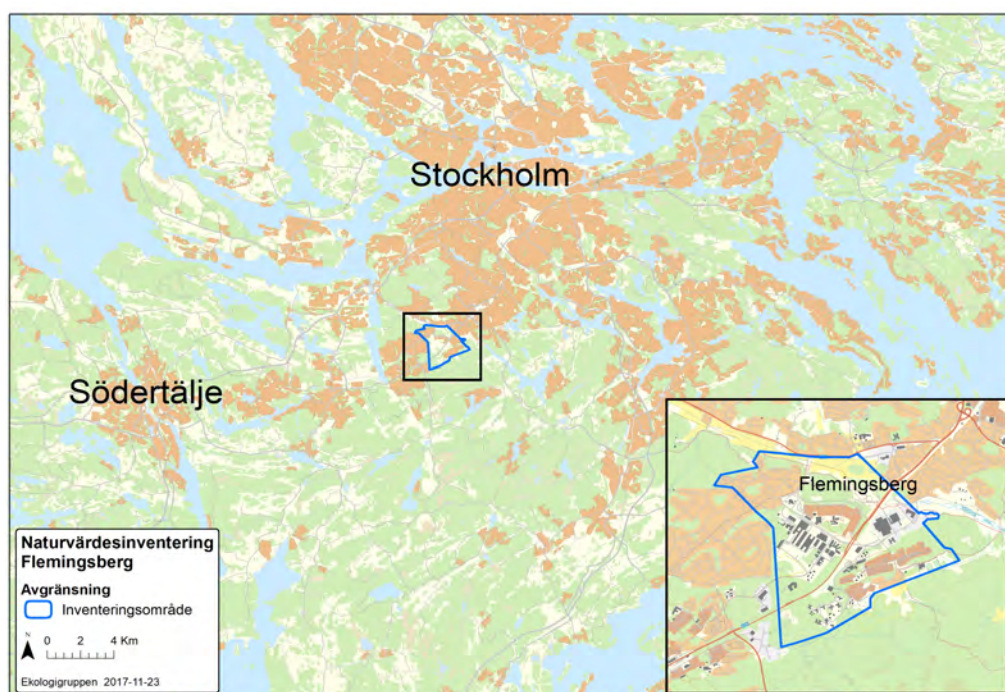 Stockholm
Södertälje
Flemingsberg
Naturvärdesinventering
Flemingsberg
Avgränsning
Inventeringsområde
N
0 2 4 Km
Ekologigruppen 2017-11-23